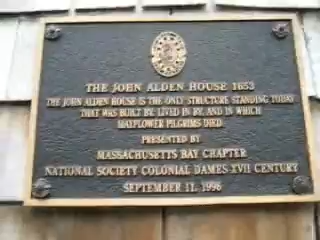 THE JOHN ALDEN HOUSE 1653
THE JOHN ALDEN HOUSE IS THE ONLY STRUCTURE STANDING TODAY
THAT WAS BUILT BY, LIVED IN BY, AND IN WHICH
MAYFLOWER PILGRIMS DIED
PRESENTED BY
MASSACHUSETTS BAY CHAPTER
NATIONAL SOCIETY COLONIAL DAMES XVII CENTURY
SEPTEMBER 11, 1996